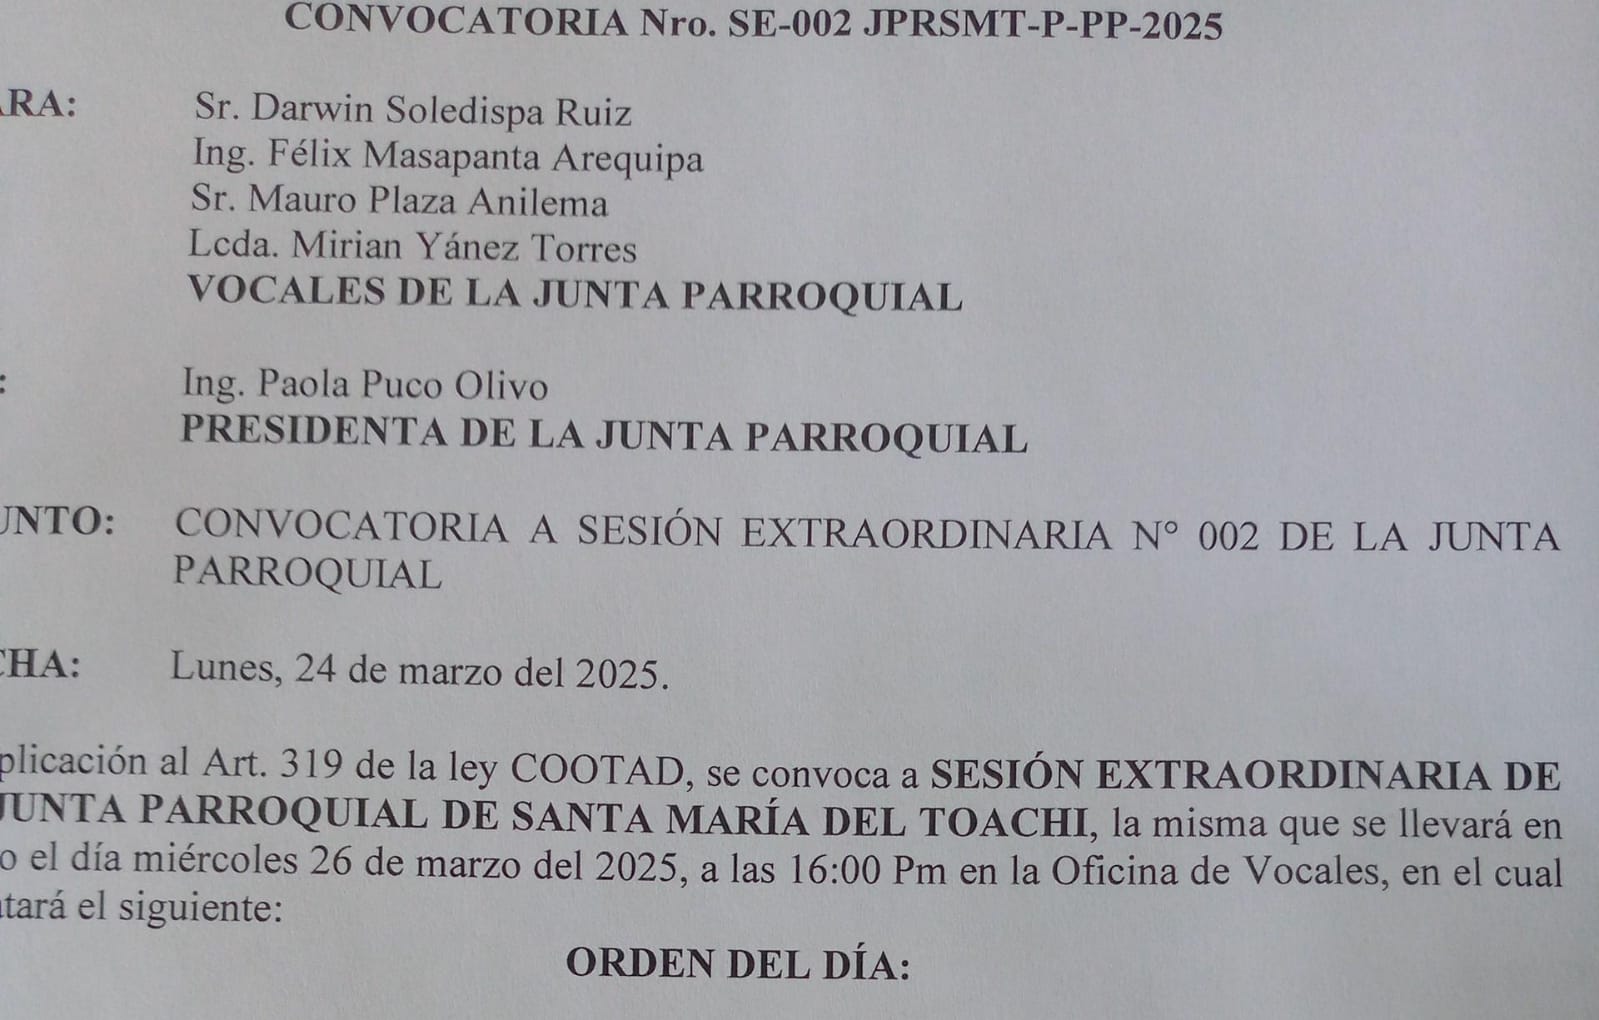 CONVOCATORIA Nro. SE-002 JPRSMT-P-PP-2025
ARA: Sr. Darwin Soledispa Ruiz
Ing. Félix Masapanta Arequipa
Sr. Mauro Plaza Anilema
Lcda. Mirian Yánez Torres
VOCALES DE LA JUNTA PARROQUIAL
: Ing. Paola Puco Olivo
PRESIDENTA DE LA JUNTA PARROQUIAL
UNTO: CONVOCATORIA A SESIÓN EXTRAORDINARIA N° 002 DE LA JUNTA
PARROQUIAL
CHA: Lunes, 24 de marzo del 2025.
plicación al Art. 319 de la ley COOTAD, se convoca a SESIÓN EXTRAORDINARIA DE
JUNTA PARROQUIAL DE SANTA MARÍA DEL TOACHI, la misma que se llevará en
o el día miércoles 26 de marzo del 2025, a las 16:00 Pm en la Oficina de Vocales, en el cual
tará el siguiente:
ORDEN DEL DÍA: